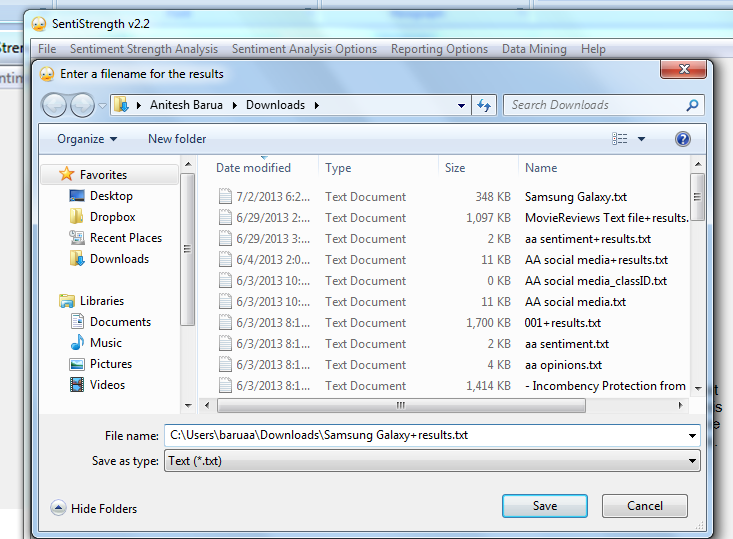 SentiStrength v2.2
File Sentiment Strength Analysis Sentiment Analysis Options Reporting Options Data Mining Help
Enter a filename for the results
Anitesh Barua Downloads Search Downloads
Organize New folder
Favorites
Desktop
Dropbox
Recent Places
Downloads
Libraries
Documents
Music
Pictures
Videos
Date modified Type Size Name
7/2/2013 6:2... Text Document 348 KB Samsung Galaxy.txt
6/29/2013 2:... Text Document 1,097 KB MovieReviews Text file+results.
6/29/2013 3:... Text Document 2 KB aa sentiment+results.txt
6/4/2013 2:0... Text Document 11 KB AA social media+results.txt
6/3/2013 10:... Text Document 0 KB AA social media_classID.txt
6/3/2013 10:... Text Document 11 KB AA social media.txt
6/3/2013 8:1... Text Document 1,700 KB 001+results.txt
6/3/2013 8:1... Text Document 2 KB aa sentiment.txt
6/3/2013 8:1... Text Document 4 KB aa opinions.txt
6/3/2013 8:1... Text Document 1,414 KB - Incombency Protection from
File name: C:\Users\baruaa\Downloads\Samsung Galaxy+results.txt
Save as type: Text (*.txt)
Hide Folders Save Cancel